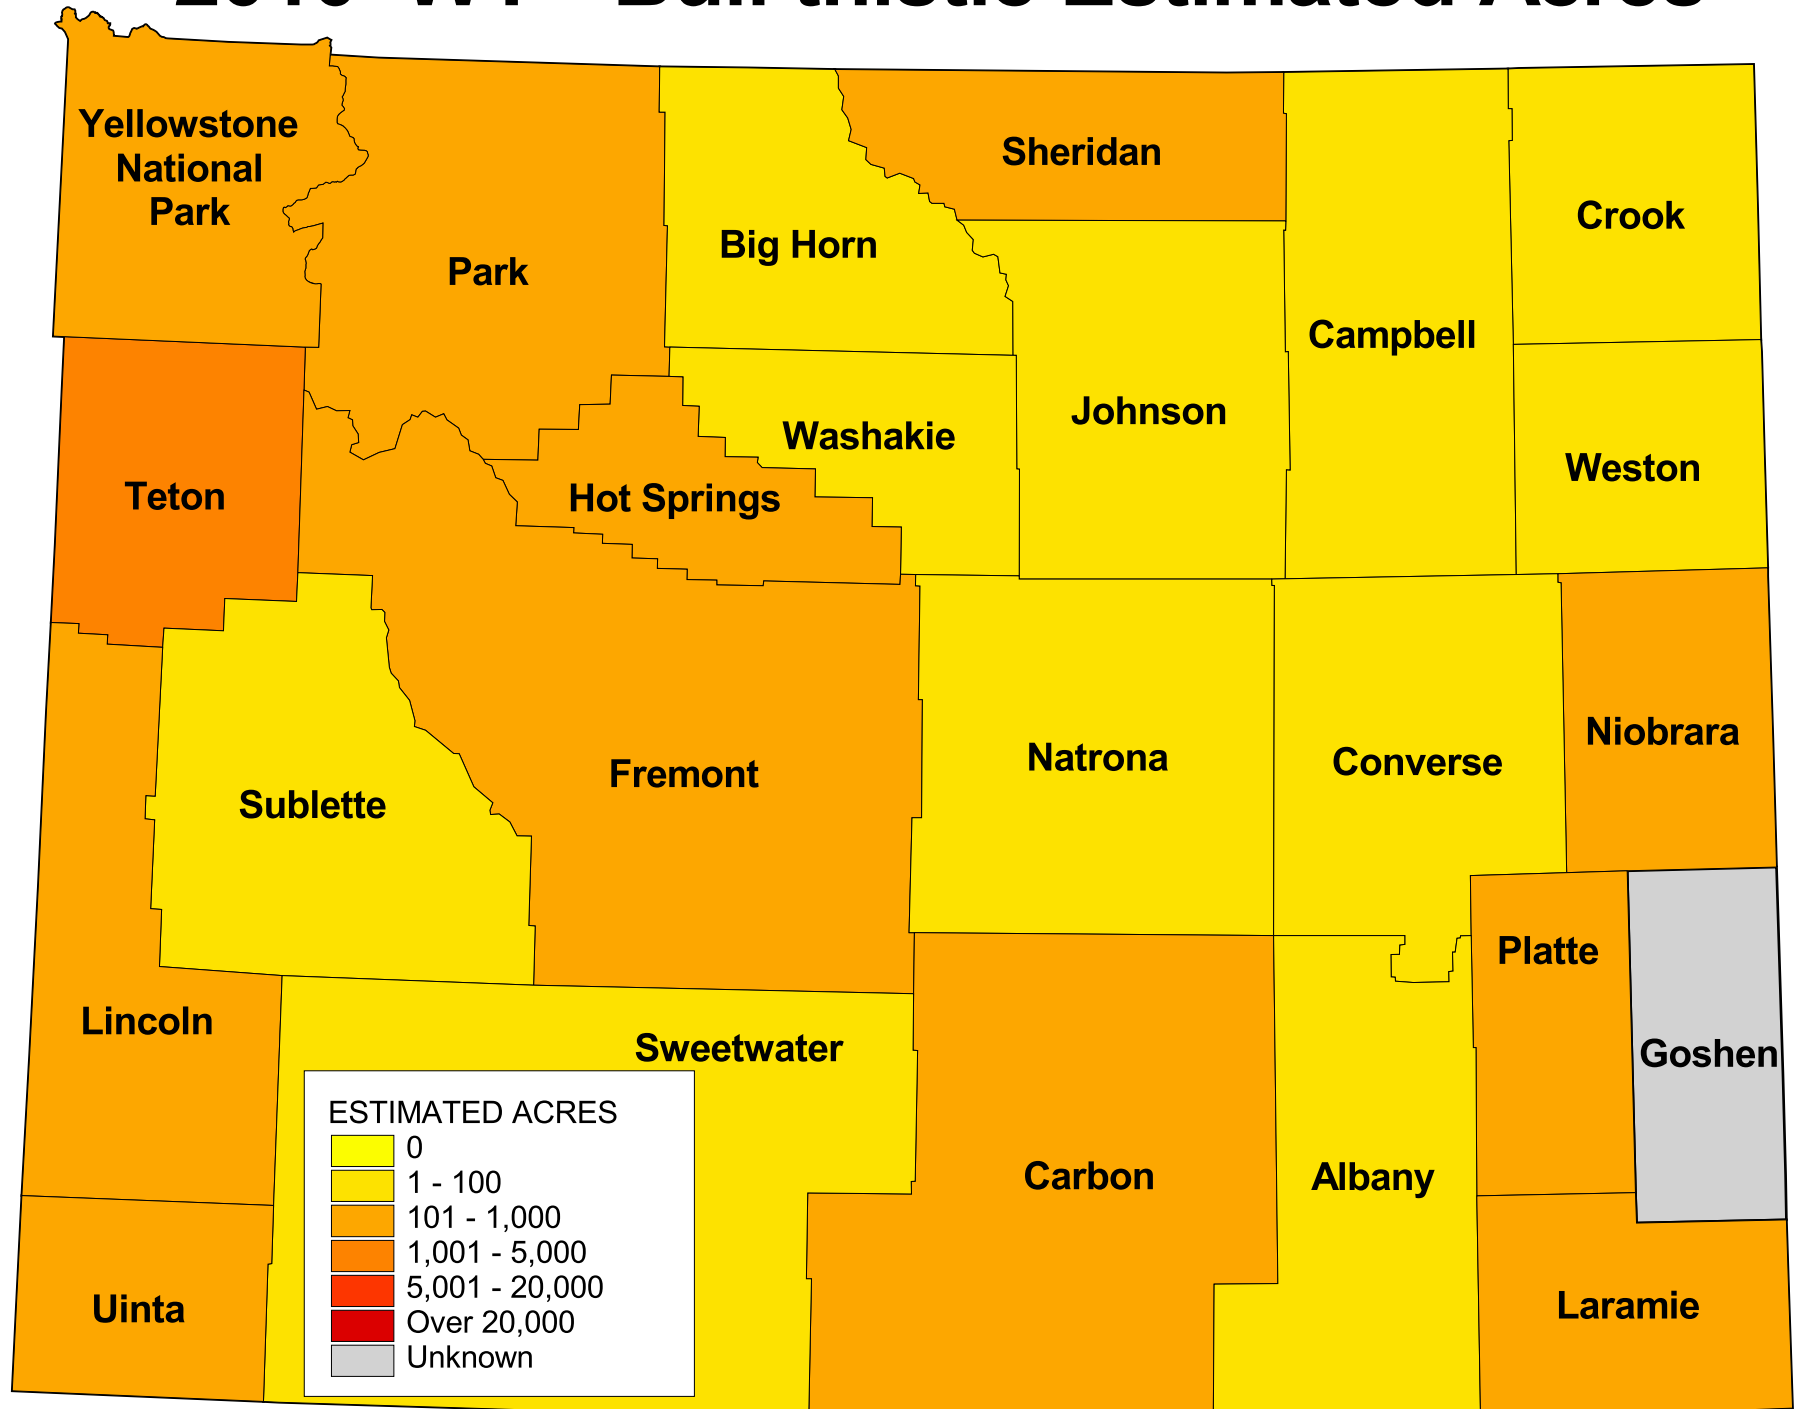 Yellowstone
National
Park
Park
Big Horn
Sheridan
Campbell
Crook
Teton
Hot Springs
Washakie
Johnson
Weston
Sublette
Fremont
Natrona
Converse
Niobrara
Lincoln
Sweetwater
Carbon
Albany
Platte
Goshen
Uinta
Laramie
ESTIMATED ACRES
0
1 - 100
101 - 1,000
1,001 - 5,000
5,001 - 20,000
Over 20,000
Unknown